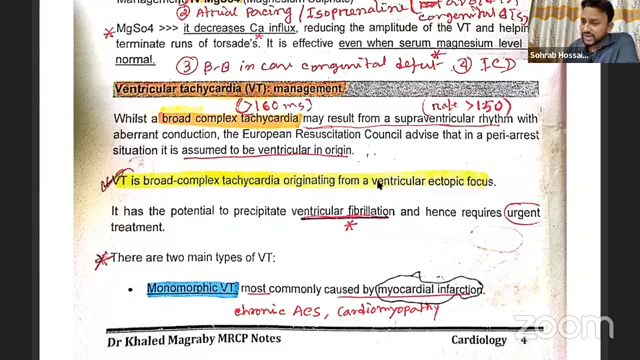 Management IV MgSo4 (Magnesium Sulphate)
② Atrial Pacing / Isoprenaline
* MgSo4 >>> it decreases Ca influx, reducing the amplitude of the VT and helpin
terminate runs of torsade's. It is effective even when serum magnesium level
normal.
③ B-B in case congenital defect * ④ ICD
Ventricular tachycardia (VT): management
(>160 ms) (rate >150)
Whilst a broad complex tachycardia may result from a supraventricular rhythm with
aberrant conduction, the European Resuscitation Council advise that in a peri-arrest
situation it is assumed to be ventricular in origin.
VT is broad-complex tachycardia originating from a ventricular ectopic focus.
It has the potential to precipitate ventricular fibrillation and hence requires urgent
treatment. *
* There are two main types of VT:
• Monomorphic VT: most commonly caused by myocardial infarction.
chronic ACS, Cardiomyopathy
Dr Khaled Magraby MRCP Notes Cardiology 4
Sohrab Hossai...
zoom